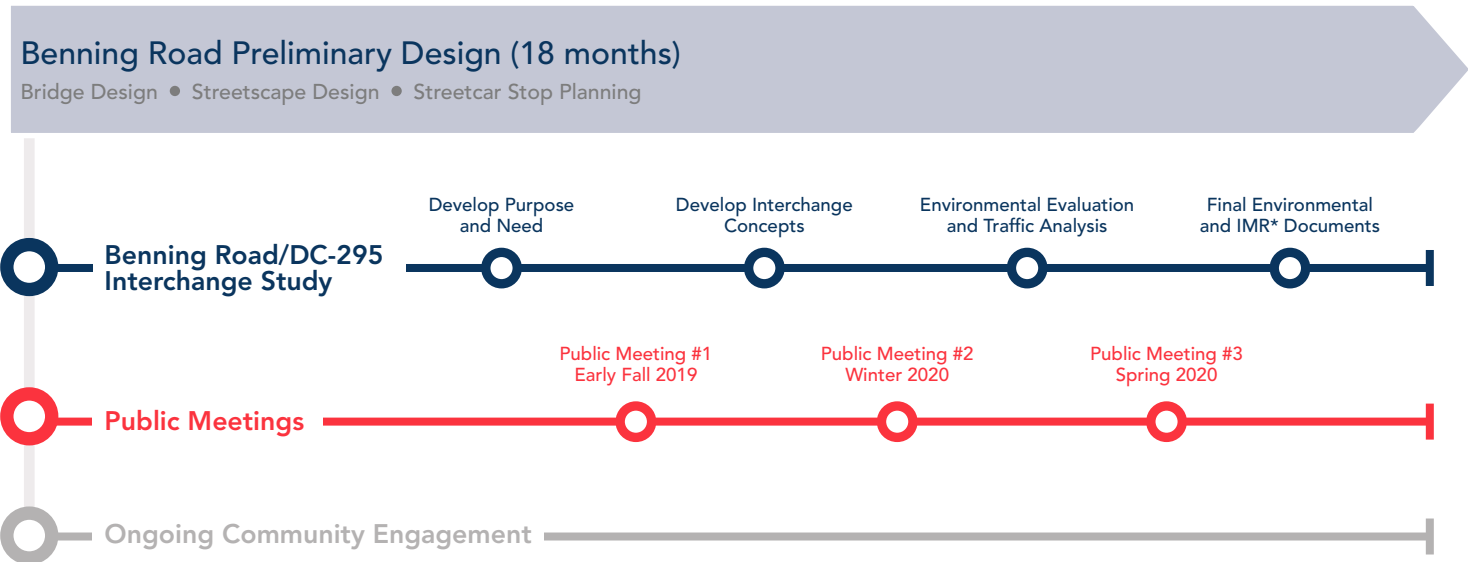 Benning Road Preliminary Design (18 months)
Bridge Design • Streetscape Design • Streetcar Stop Planning
Develop Purpose
and Need
Develop Interchange
Concepts
Environmental Evaluation
and Traffic Analysis
Final Environmental
and IMR* Documents
Benning Road/DC-295
Interchange Study
Public Meeting #1
Early Fall 2019
Public Meeting #2
Winter 2020
Public Meeting #3
Spring 2020
Public Meetings
Ongoing Community Engagement